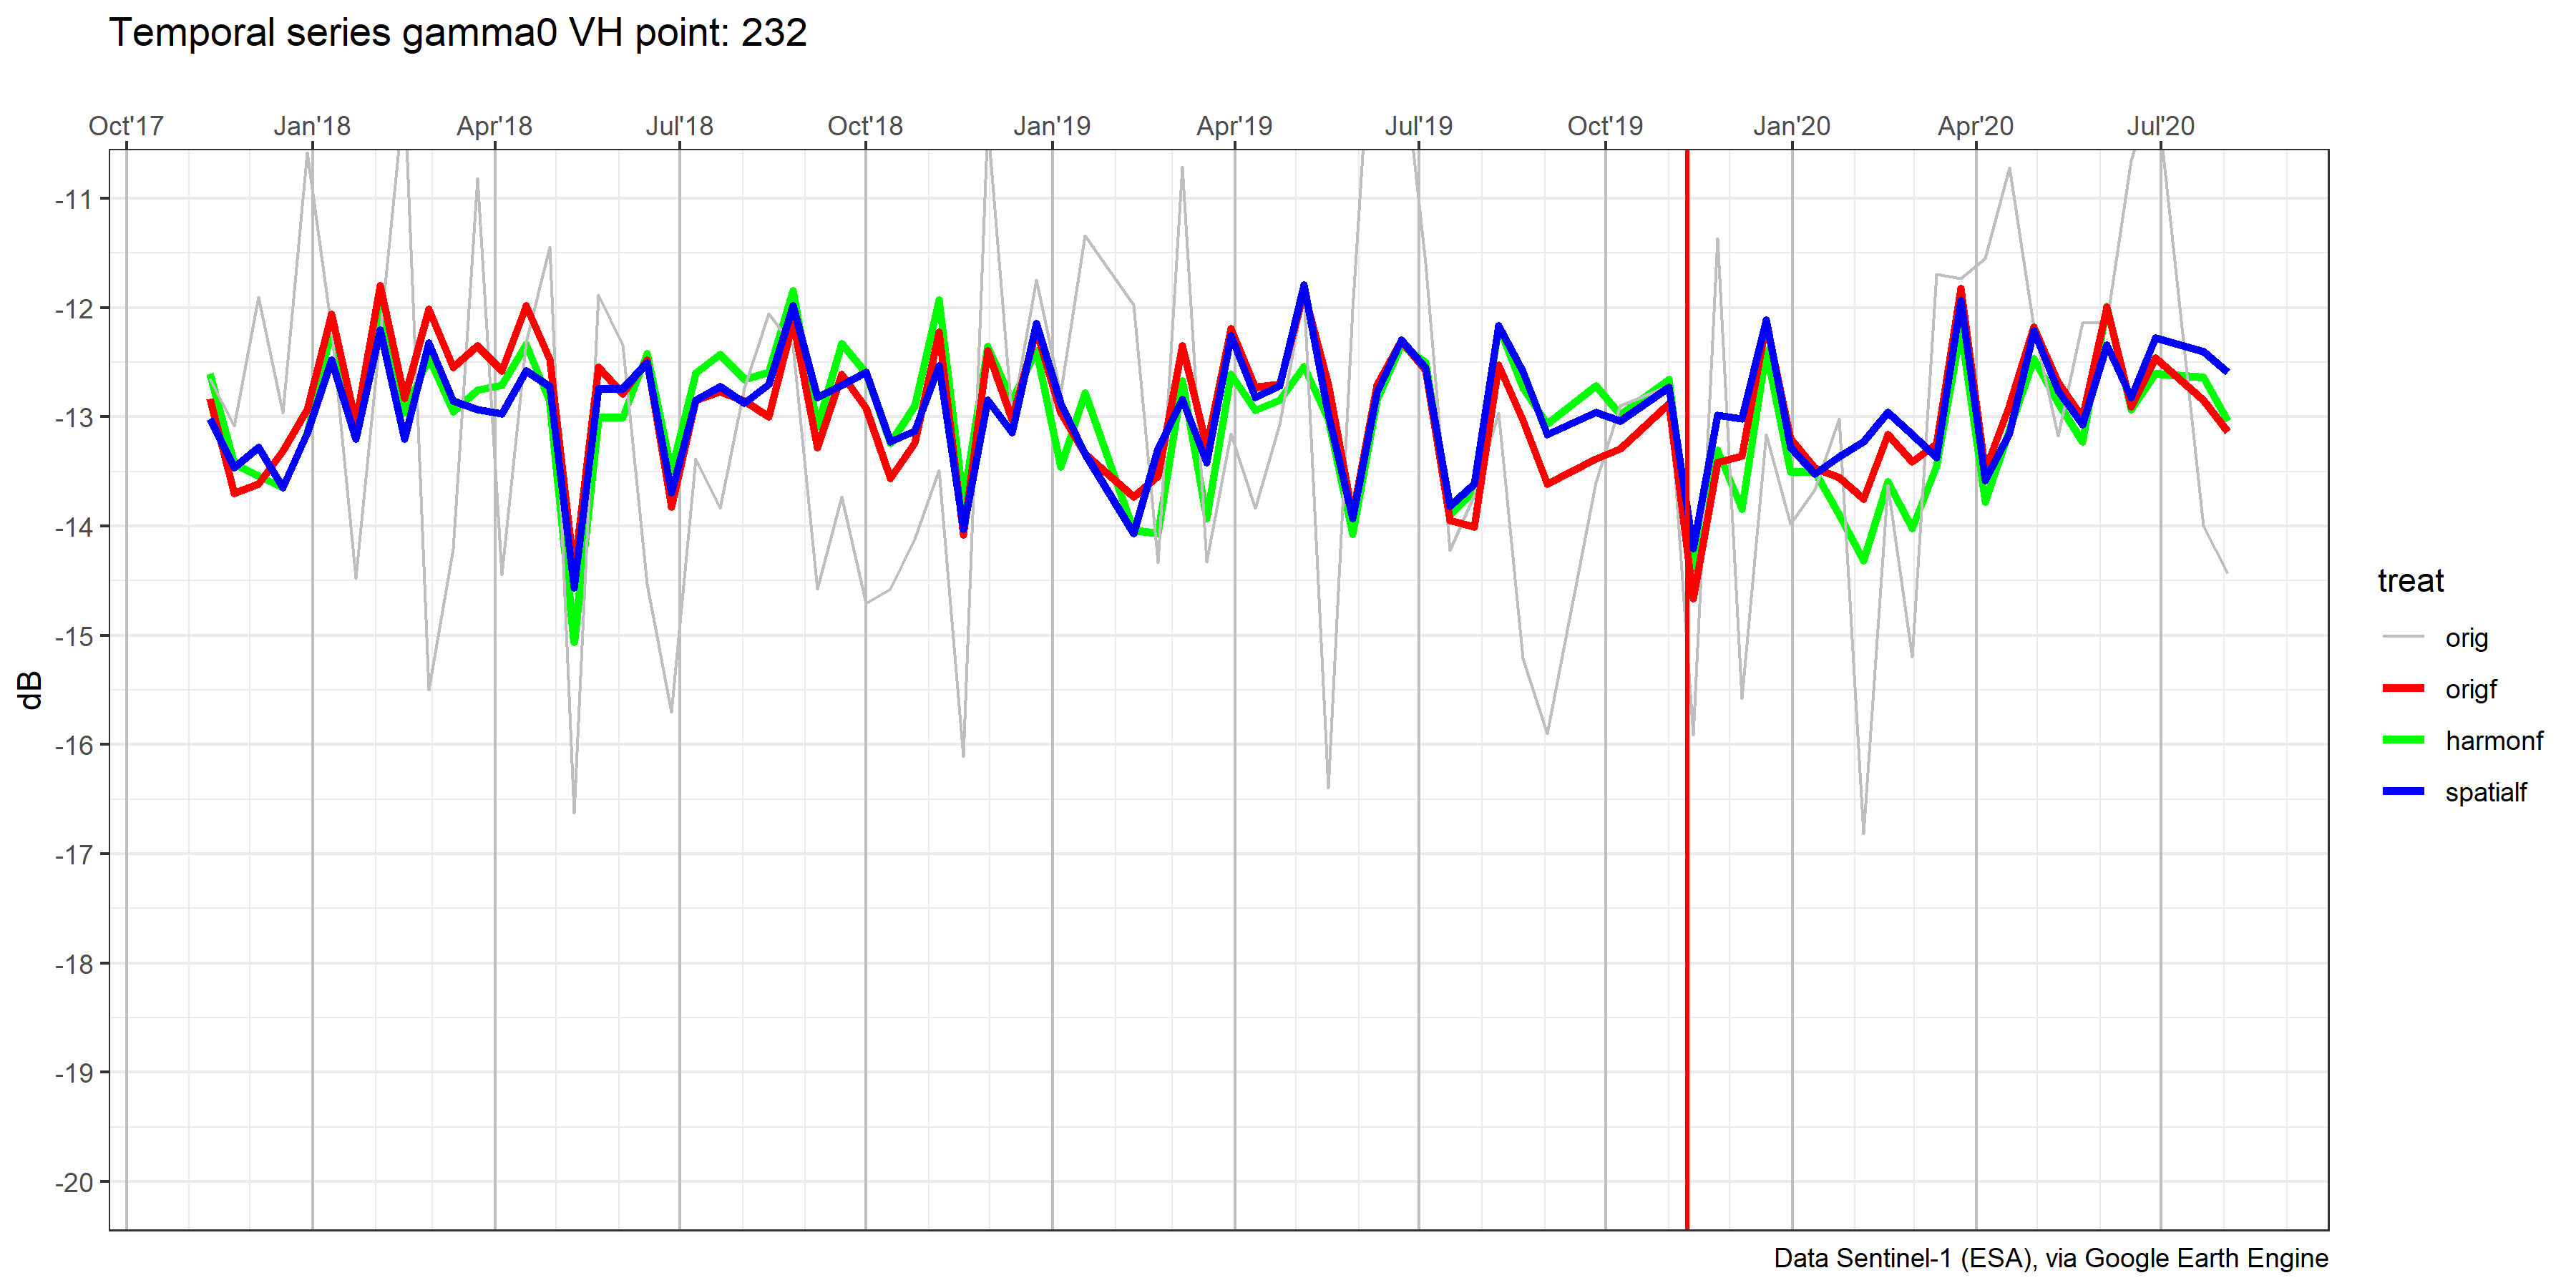 Temporal series gamma0 VH point: 232
Oct'17 Jan'18 Apr'18 Jul'18 Oct'18 Jan'19 Apr'19 Jul'19 Oct'19 Jan'20 Apr'20 Jul'20
-11
-12
-13
-14
-15
-16
-17
-18
-19
-20
dB
treat
orig
origf
harmonf
spatialf
Data Sentinel-1 (ESA), via Google Earth Engine